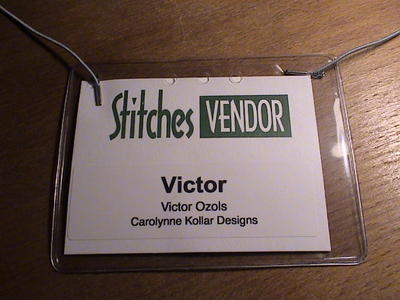 Stitches VENDOR
Victor
Victor Ozols
Carolynne Kollar Designs